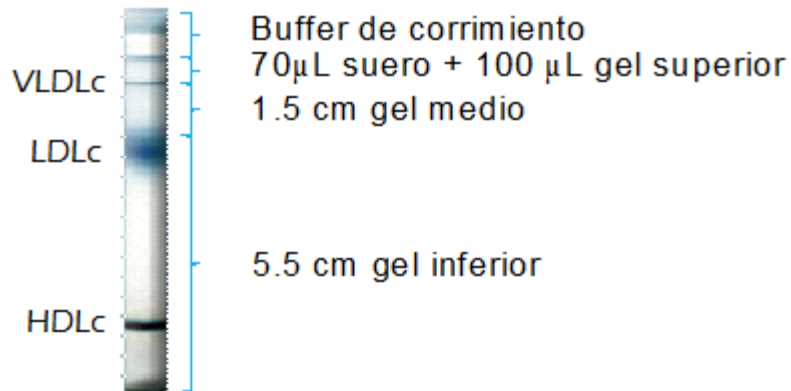 Buffer de corrimiento
70µL suero + 100 µL gel superior
VLDLc
1.5 cm gel medio
LDLc
5.5 cm gel inferior
HDLc